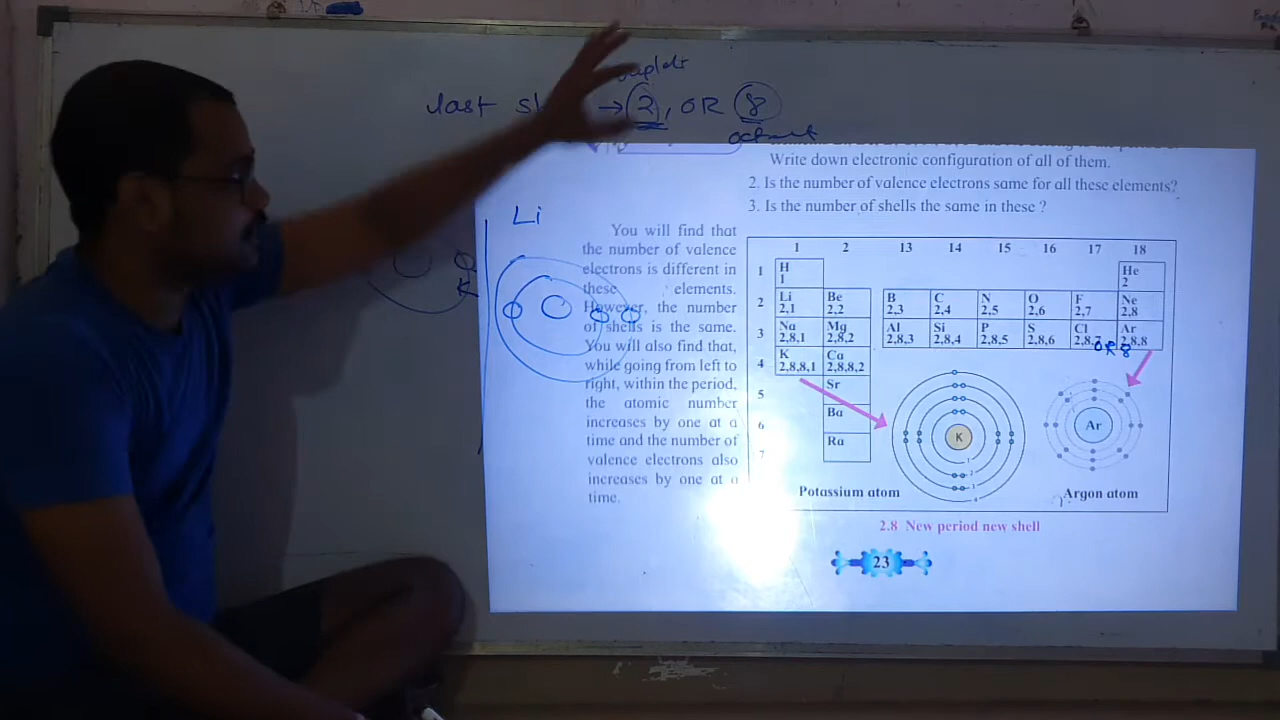 last → 2, OR 8
Li
Write down electronic configuration of all of them.
2. Is the number of valence electrons same for all these elements?
3. Is the number of shells the same in these ?
You will find that
the number of valence
electrons is different in
these elements.
However, the number
of shells is the same.
You will also find that,
while going from left to
right, within the period,
the atomic number
increases by one at a
time and the number of
valence electrons also
increases by one at a
time.
1 2 13 14 15 16 17 18
1 H He
1 2
2 Li Be B C N O F Ne
2,1 2,2 2,3 2,4 2,5 2,6 2,7 2,8
3 Na Mg Al Si P S Cl Ar
2,8,1 2,8,2 2,8,3 2,8,4 2,8,5 2,8,6 2,8,7 2,8,8
OR 8
4 K Ca
2,8,8,1 2,8,8,2
5 Sr
6 Ba
7 Ra
K
Ar
1
2
3
4
Potassium atom
Argon atom
2.8 New period new shell
23